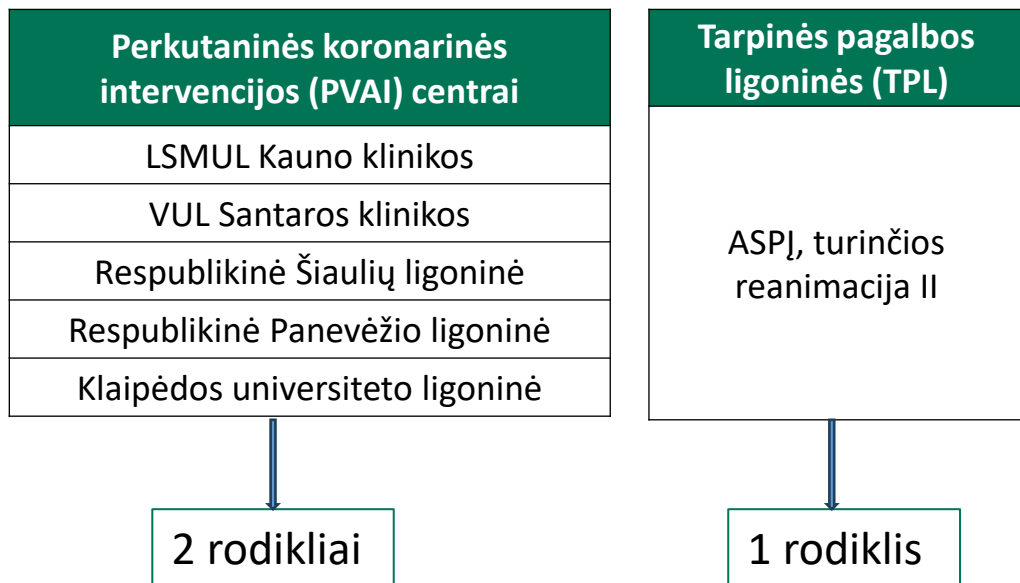 Perkutaninės koronarinės
intervencijos (PVAI) centrai
LSMUL Kauno klinikos
VUL Santaros klinikos
Respublikinė Šiaulių ligoninė
Respublikinė Panevėžio ligoninė
Klaipėdos universiteto ligoninė
2 rodikliai
Tarpinės pagalbos
ligoninės (TPL)
ASPĮ, turinčios
reanimacija II
1 rodiklis